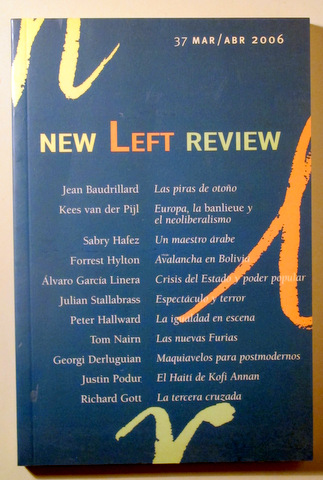 37 MAR/ABR 2006
NEW LEFT REVIEW
Jean Baudrillard Las piras de otoño
Kees van der Pijl Europa, la banlieue y
el neoliberalismo
Sabry Hafez Un maestro árabe
Forrest Hylton Avalancha en Bolivia
Álvaro García Linera Crisis del Estado y poder popular
Julian Stallabrass Espectáculo y terror
Peter Hallward La igualdad en escena
Tom Nairn Las nuevas Furias
Georgi Derluguian Maquiavelos para postmodernos
Justin Podur El Haití de Kofi Annan
Richard Gott La tercera cruzada